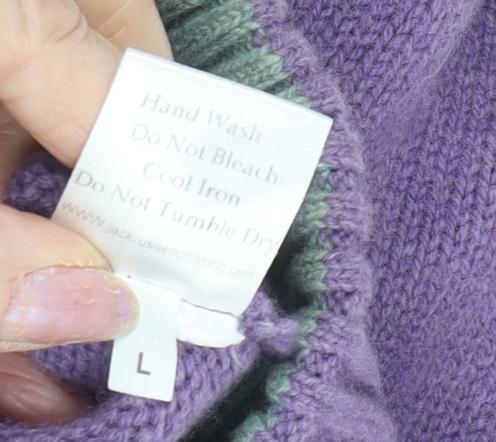 Hand Wash
Do Not Bleach
Cool Iron
Do Not Tumble Dry
www.jackrussellclothing.com
L